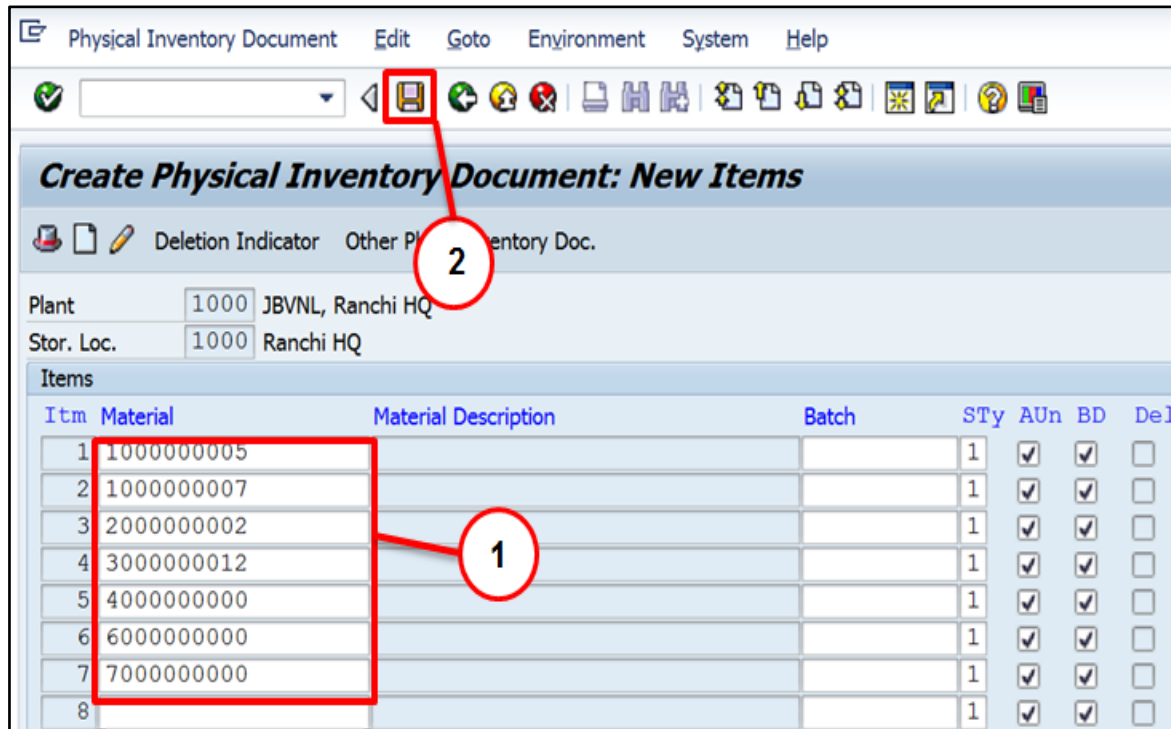 Physical Inventory Document Edit Goto Environment System Help
Create Physical Inventory Document: New Items
Deletion Indicator Other Ph entory Doc.
2
Plant 1000 JBVNL, Ranchi HQ
Stor. Loc. 1000 Ranchi HQ
Items
Itm Material Material Description Batch STy AUn BD Del
1 1000000005 1
2 1000000007 1
3 2000000002 1
4 3000000012 1
1
5 4000000000 1
6 6000000000 1
7 7000000000 1
8 1